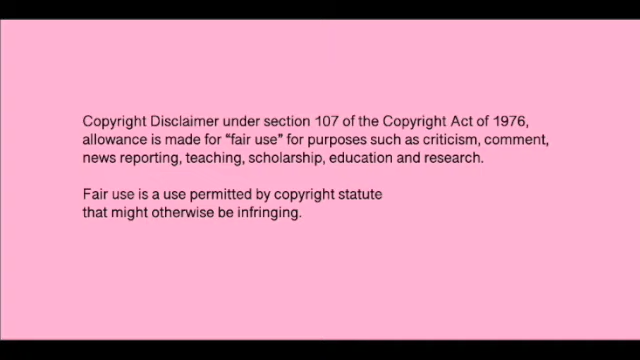 Copyright Disclaimer under section 107 of the Copyright Act of 1976,
allowance is made for “fair use” for purposes such as criticism, comment,
news reporting, teaching, scholarship, education and research.
Fair use is a use permitted by copyright statute
that might otherwise be infringing.